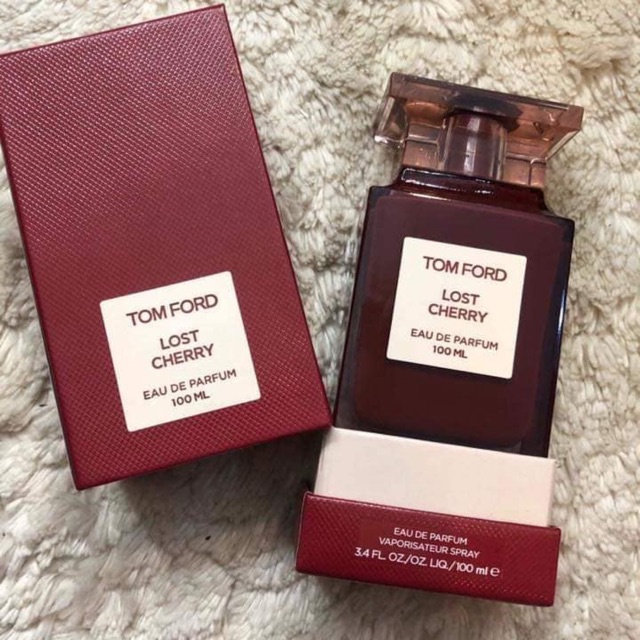 TOM FORD
LOST
CHERRY
EAU DE PARFUM
100 ML
TOM FORD
LOST
CHERRY
EAU DE PARFUM
100 ML
EAU DE PARFUM
VAPORISATEUR SPRAY
3.4 FL. OZ/OZ. LIQ./100 ml ℮